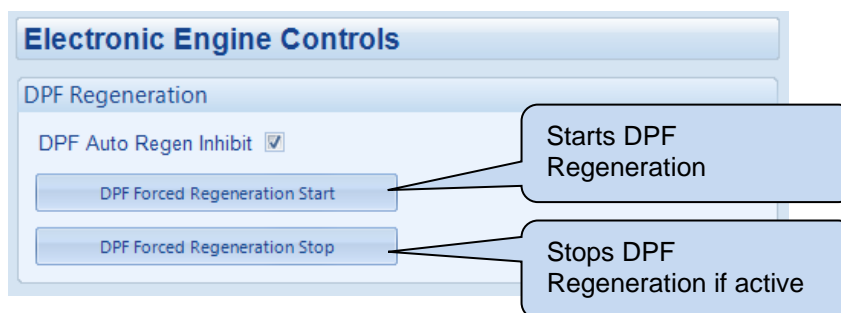 Electronic Engine Controls
DPF Regeneration
DPF Auto Regen Inhibit
DPF Forced Regeneration Start
Starts DPF
Regeneration
DPF Forced Regeneration Stop
Stops DPF
Regeneration if active